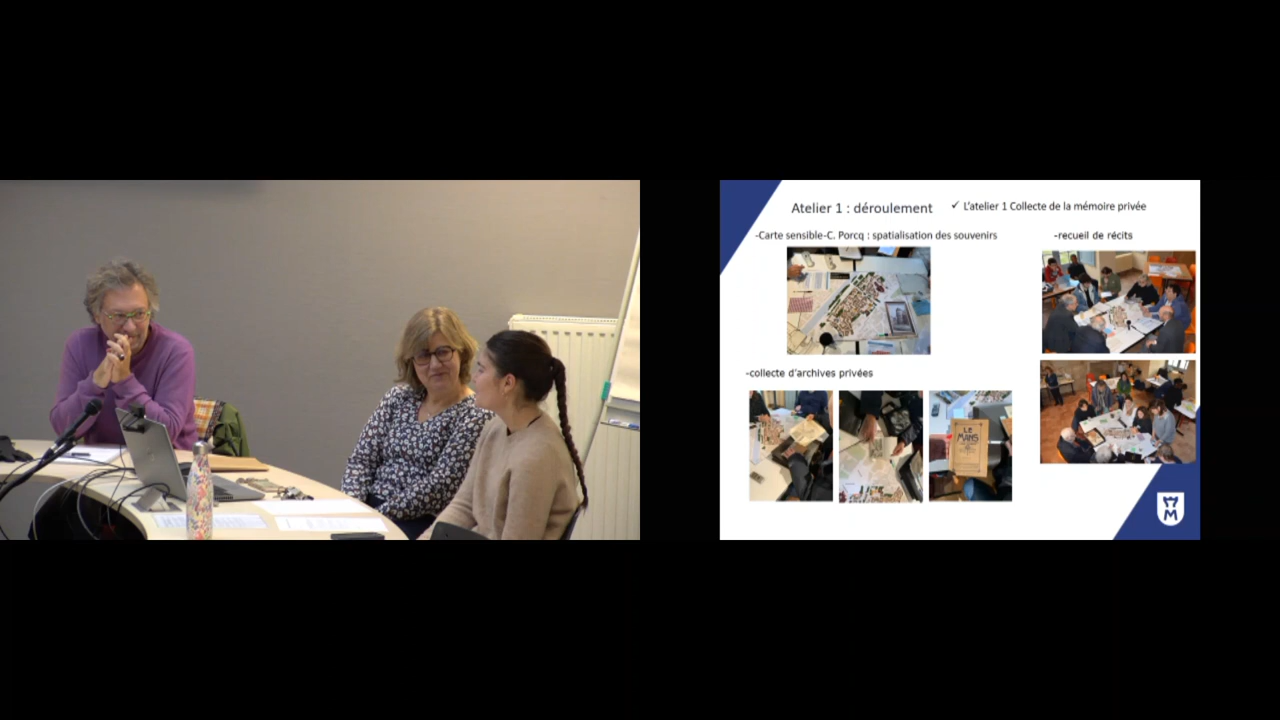 Atelier 1 : déroulement
✓ L'atelier 1 Collecte de la mémoire privée
-Carte sensible-C. Porcq : spatialisation des souvenirs
-recueil de récits
-collecte d'archives privées
LE
MANS
M